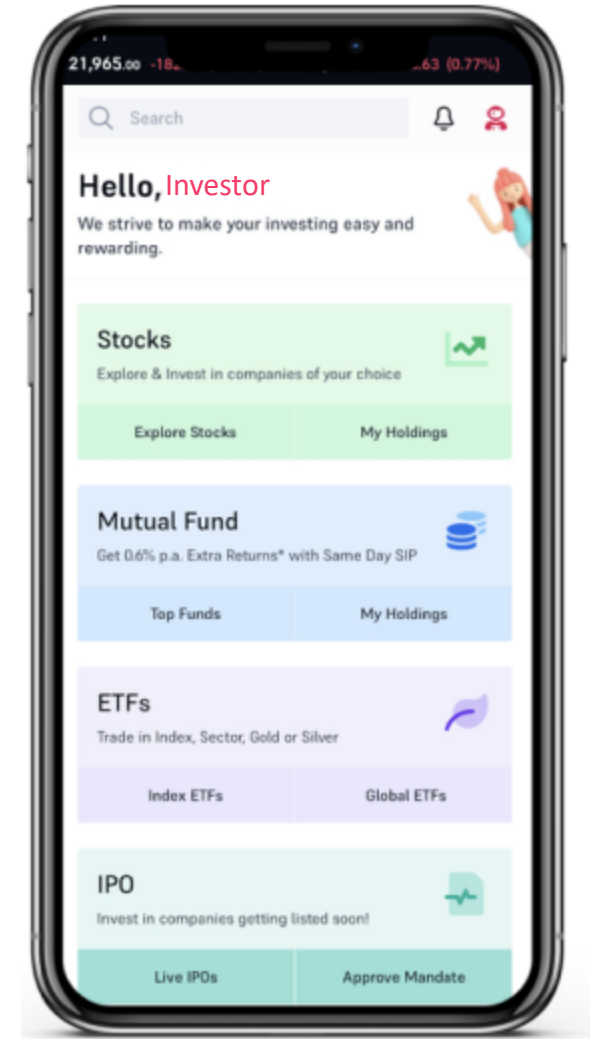 21,965.00 -18
.63 (0.77%)
Search
Hello, Investor
We strive to make your investing easy and
rewarding.
Stocks
Explore & Invest in companies of your choice
Explore Stocks My Holdings
Mutual Fund
Get 0.6% p.a. Extra Returns* with Same Day SIP
Top Funds My Holdings
ETFs
Trade in Index, Sector, Gold or Silver
Index ETFs Global ETFs
IPO
Invest in companies getting listed soon!
Live IPOs Approve Mandate